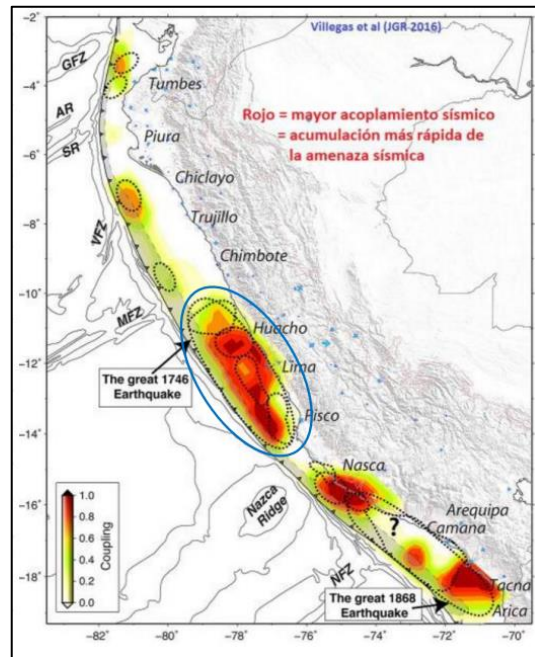 −2°
Villegas et al (JGR 2016)
GFZ
−4°
Tumbes
AR
Rojo = mayor acoplamiento sísmico
= acumulación más rápida de
la amenaza sísmica
SR
Piura
−6°
Chiclayo
Trujillo
VFZ
−8°
Chimbote
−10°
MFZ
Huacho
The great 1746
Earthquake
Lima
−12°
Pisco
−14°
Nasca
1.0
0.8
0.6
0.4
0.2
0.0
Coupling
Nazca
Ridge
−16°
?
Arequipa
Camana
NFZ
Tacna
−18°
The great 1868
Earthquake
Arica
−82° −80° −78° −76° −74° −72° −70°